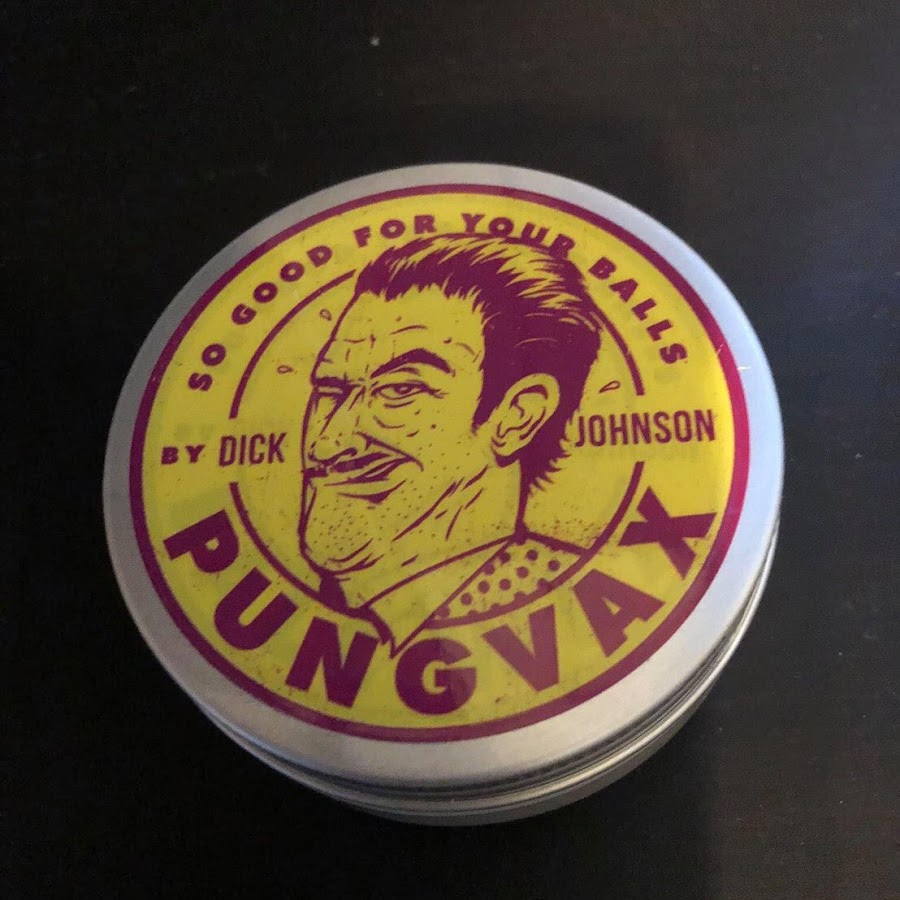 SO GOOD FOR YOUR BALLS
BY DICK JOHNSON
PUNGVAX